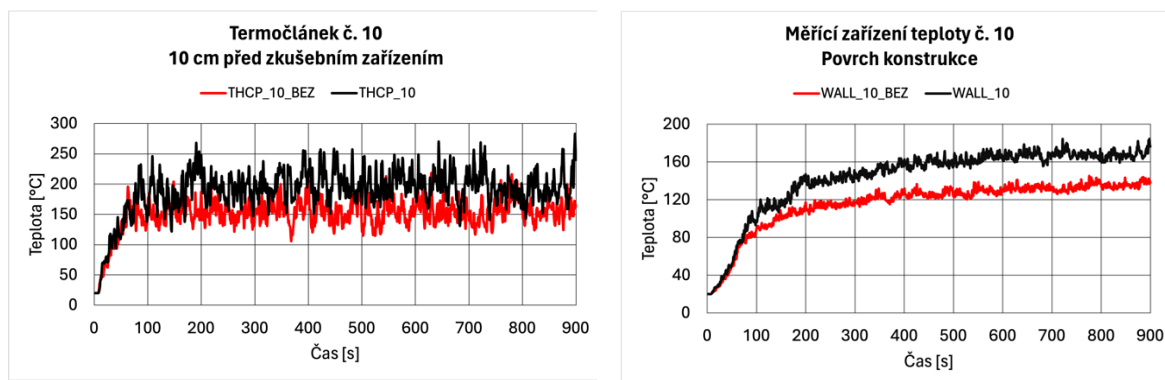 Termočlánek č. 10
10 cm před zkušebním zařízením
THCP_10_BEZ THCP_10
300
250
200
150
100
50
0
Teplota [°C]
0 100 200 300 400 500 600 700 800 900
Čas [s]
Měřící zařízení teploty č. 10
Povrch konstrukce
WALL_10_BEZ WALL_10
200
160
120
80
40
0
Teplota [°C]
0 100 200 300 400 500 600 700 800 900
Čas [s]